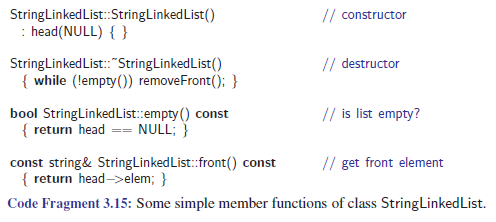 StringLinkedList::StringLinkedList() // constructor
: head(NULL) { }
StringLinkedList::~StringLinkedList() // destructor
{ while (!empty()) removeFront(); }
bool StringLinkedList::empty() const // is list empty?
{ return head == NULL; }
const string& StringLinkedList::front() const // get front element
{ return head−>elem; }
Code Fragment 3.15: Some simple member functions of class StringLinkedList.